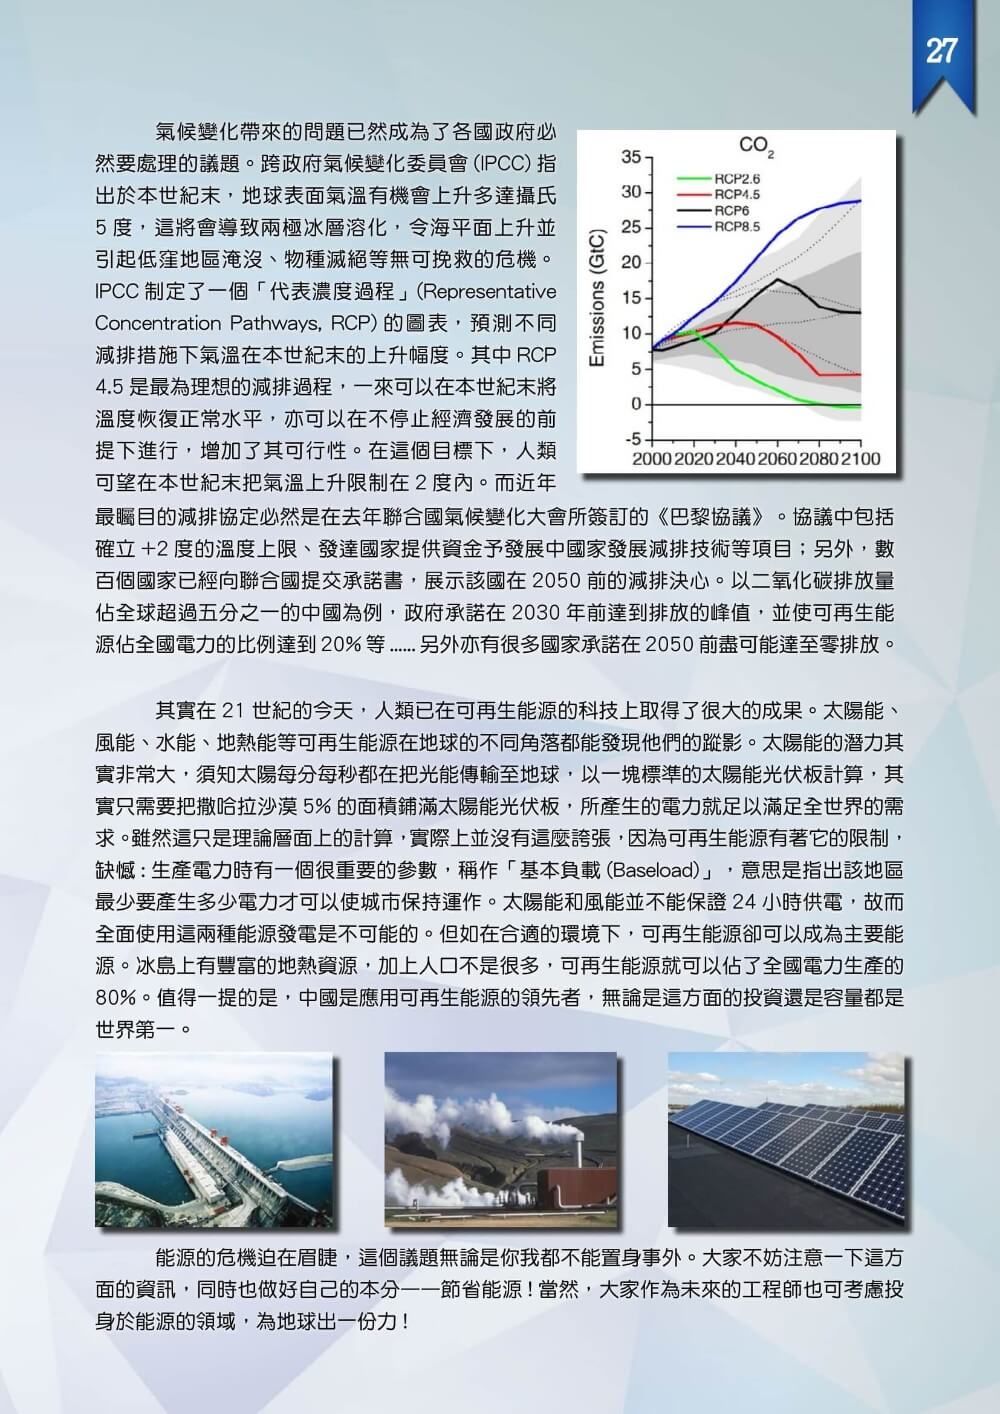 27
氣候變化帶來的問題已然成為了各國政府必
然要處理的議題。跨政府氣候變化委員會 (IPCC) 指
出於本世紀末，地球表面氣溫有機會上升多達攝氏
5 度，這將會導致兩極冰層溶化，令海平面上升並
引起低窪地區淹沒、物種滅絕等無可挽救的危機。
IPCC 制定了一個「代表濃度過程」(Representative
Concentration Pathways, RCP) 的圖表，預測不同
減排措施下氣溫在本世紀末的上升幅度。其中 RCP
4.5 是最為理想的減排過程，一來可以在本世紀末將
溫度恢復正常水平，亦可以在不停止經濟發展的前
提下進行，增加了其可行性。在這個目標下，人類
可望在本世紀末把氣溫上升限制在 2 度內。而近年
最矚目的減排協定必然是在去年聯合國氣候變化大會所簽訂的《巴黎協議》。協議中包括
確立 +2 度的溫度上限、發達國家提供資金予發展中國家發展減排技術等項目；另外，數
百個國家已經向聯合國提交承諾書，展示該國在 2050 前的減排決心。以二氧化碳排放量
佔全球超過五分之一的中國為例，政府承諾在 2030 年前達到排放的峰值，並使可再生能
源佔全國電力的比例達到 20% 等 ...... 另外亦有很多國家承諾在 2050 前盡可能達至零排放。
CO2
Emissions (GtC)
35
30
25
20
15
10
5
0
-5
RCP2.6
RCP4.5
RCP6
RCP8.5
2000 2020 2040 2060 2080 2100
其實在 21 世紀的今天，人類已在可再生能源的科技上取得了很大的成果。太陽能、
風能、水能、地熱能等可再生能源在地球的不同角落都能發現他們的蹤影。太陽能的潛力其
實非常大，須知太陽每分每秒都在把光能傳輸至地球，以一塊標準的太陽能光伏板計算，其
實只需要把撒哈拉沙漠 5% 的面積鋪滿太陽能光伏板，所產生的電力就足以滿足全世界的需
求。雖然這只是理論層面上的計算，實際上並沒有這麼誇張，因為可再生能源有著它的限制，
缺憾 : 生產電力時有一個很重要的參數，稱作「基本負載 (Baseload)」，意思是指出該地區
最少要產生多少電力才可以使城市保持運作。太陽能和風能並不能保證 24 小時供電，故而
全面使用這兩種能源發電是不可能的。但如在合適的環境下，可再生能源卻可以成為主要能
源。冰島上有豐富的地熱資源，加上人口不是很多，可再生能源就可以佔了全國電力生產的
80%。值得一提的是，中國是應用可再生能源的領先者，無論是這方面的投資還是容量都是
世界第一。
能源的危機迫在眉睫，這個議題無論是你我都不能置身事外。大家不妨注意一下這方
面的資訊，同時也做好自己的本分——節省能源 ! 當然，大家作為未來的工程師也可考慮投
身於能源的領域，為地球出一份力 !